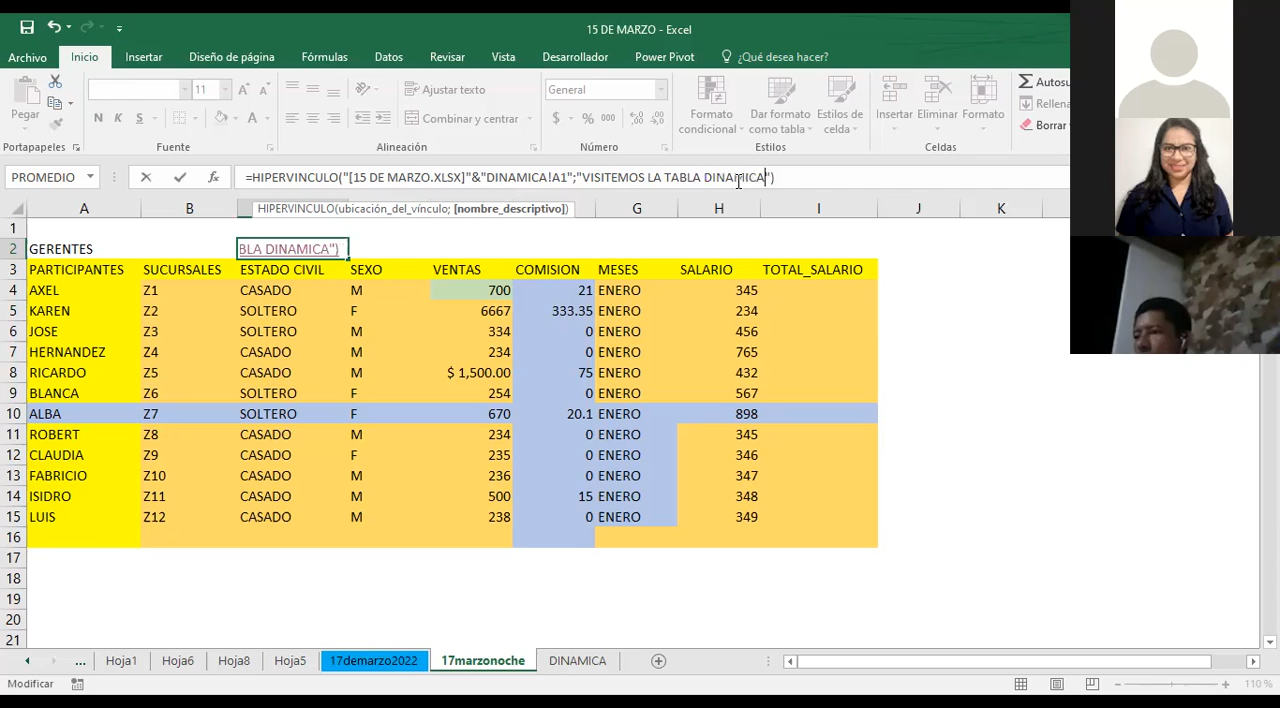 15 DE MARZO - Excel
Archivo Inicio Insertar Diseño de página Fórmulas Datos Revisar Vista Desarrollador Power Pivot ¿Qué desea hacer?
11 Ajustar texto General Autosu
Pegar N K S Combinar y centrar $ % 000 Formato condicional Dar formato como tabla Estilos de celda Insertar Eliminar Formato Rellena
Borrar
Portapapeles Fuente Alineación Número Estilos Celdas
PROMEDIO =HIPERVINCULO("[15 DE MARZO.XLSX]"&"DINAMICA!A1";"VISITEMOS LA TABLA DINAMICA")
HIPERVINCULO(ubicación_del_vínculo; [nombre_descriptivo])
A B G H I J K
1
2 GERENTES BLA DINAMICA")
3 PARTICIPANTES SUCURSALES ESTADO CIVIL SEXO VENTAS COMISION MESES SALARIO TOTAL_SALARIO
4 AXEL Z1 CASADO M 700 21 ENERO 345
5 KAREN Z2 SOLTERO F 6667 333.35 ENERO 234
6 JOSE Z3 SOLTERO M 334 0 ENERO 456
7 HERNANDEZ Z4 CASADO M 234 0 ENERO 765
8 RICARDO Z5 CASADO M $ 1,500.00 75 ENERO 432
9 BLANCA Z6 SOLTERO F 254 0 ENERO 567
10 ALBA Z7 SOLTERO F 670 20.1 ENERO 898
11 ROBERT Z8 CASADO M 234 0 ENERO 345
12 CLAUDIA Z9 CASADO F 235 0 ENERO 346
13 FABRICIO Z10 CASADO M 236 0 ENERO 347
14 ISIDRO Z11 CASADO M 500 15 ENERO 348
15 LUIS Z12 CASADO M 238 0 ENERO 349
16
17
18
19
20
21
... Hoja1 Hoja6 Hoja8 Hoja5 17demarzo2022 17marzonoche DINAMICA
Modificar 110 %